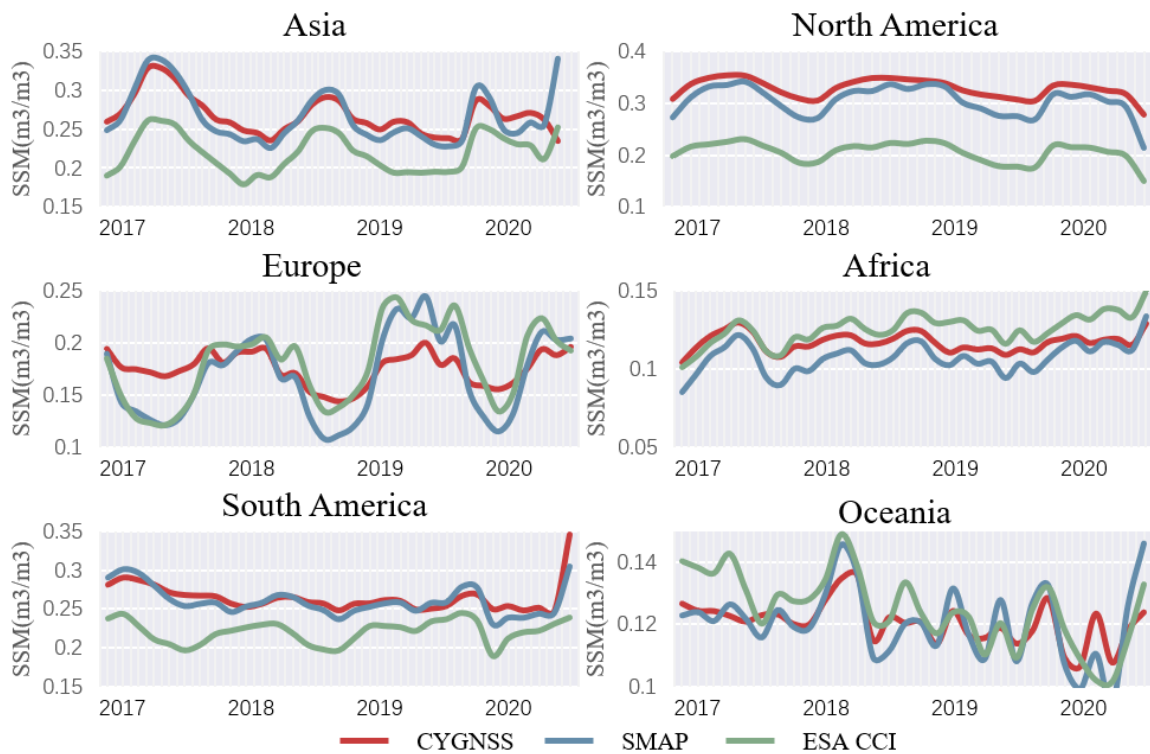 Asia
North America
SSM(m3/m3)
0.35
0.3
0.25
0.2
0.15
2017 2018 2019 2020
SSM(m3/m3)
0.4
0.3
0.2
0.1
2017 2018 2019 2020
Europe
Africa
SSM(m3/m3)
0.25
0.2
0.15
0.1
2017 2018 2019 2020
SSM(m3/m3)
0.15
0.1
0.05
2017 2018 2019 2020
South America
Oceania
SSM(m3/m3)
0.35
0.3
0.25
0.2
0.15
2017 2018 2019 2020
SSM(m3/m3)
0.14
0.12
0.1
2017 2018 2019 2020
CYGNSS SMAP ESA CCI